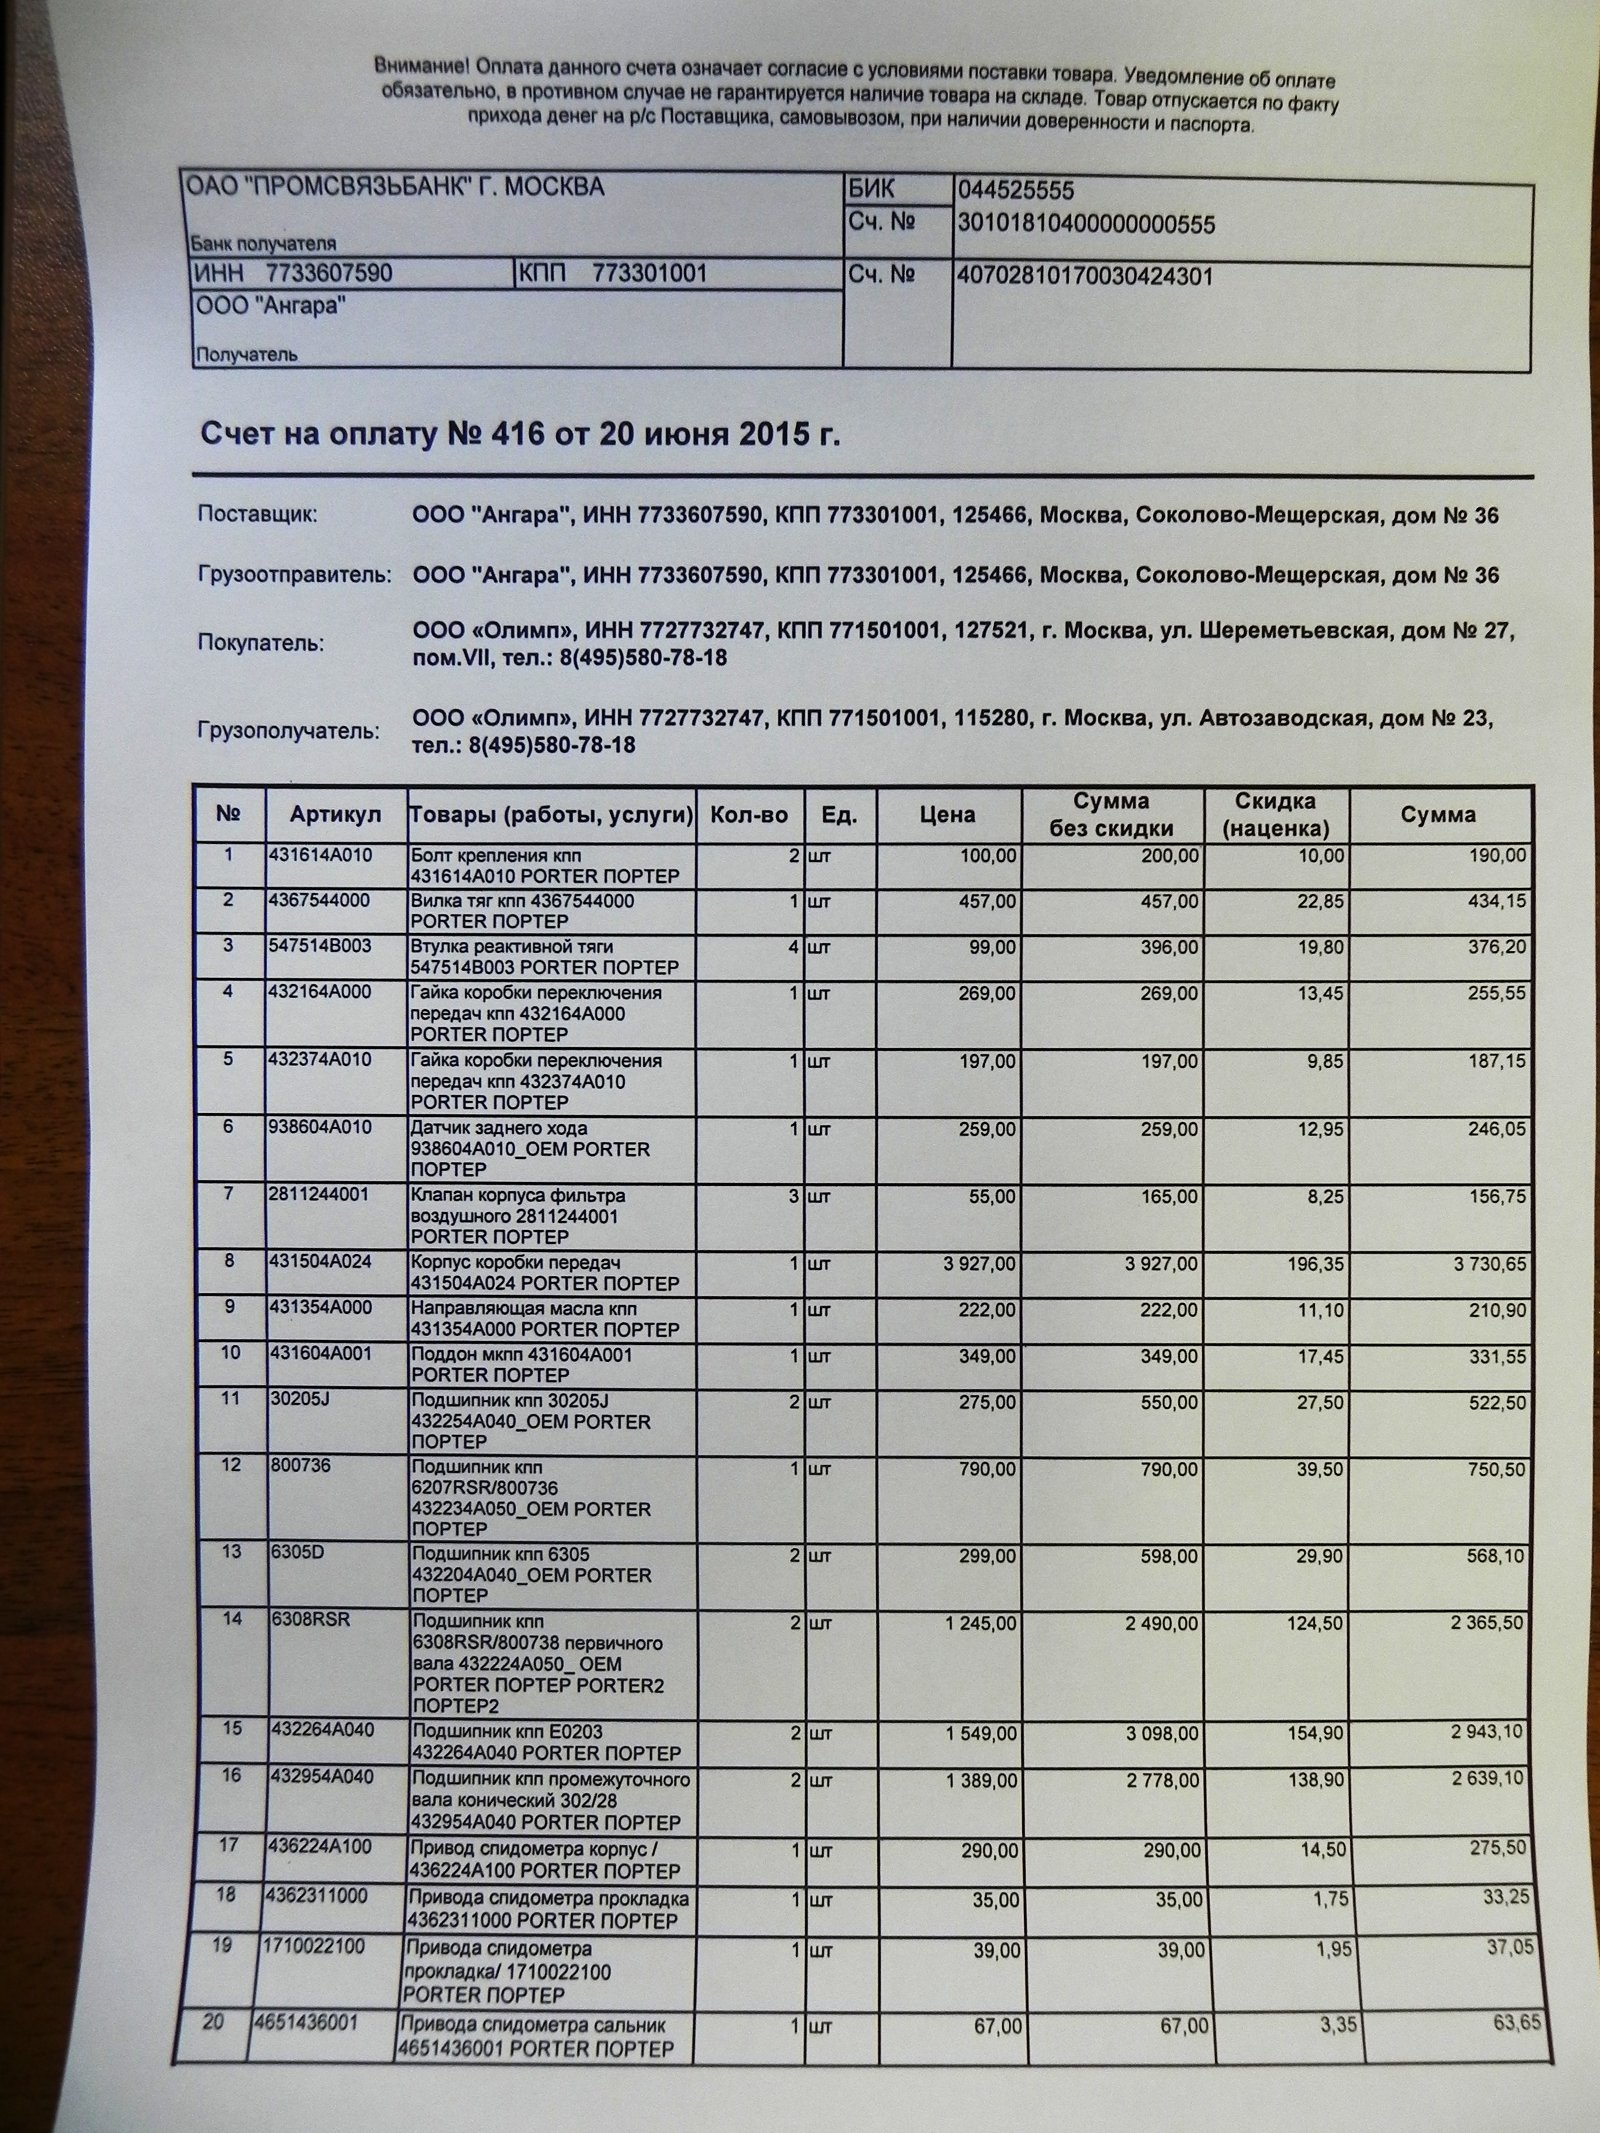 Внимание! Оплата данного счета означает согласие с условиями поставки товара. Уведомление об оплате
обязательно, в противном случае не гарантируется наличие товара на складе. Товар отпускается по факту
прихода денег на р/с Поставщика, самовывозом, при наличии доверенности и паспорта.
ОАО "ПРОМСВЯЗЬБАНК" Г. МОСКВА БИК 044525555
Сч. № 30101810400000000555
Банк получателя
ИНН 7733607590 КПП 773301001 Сч. № 40702810170030424301
ООО "Ангара"
Получатель
Счет на оплату № 416 от 20 июня 2015 г.
Поставщик: ООО "Ангара", ИНН 7733607590, КПП 773301001, 125466, Москва, Соколово-Мещерская, дом № 36
Грузоотправитель: ООО "Ангара", ИНН 7733607590, КПП 773301001, 125466, Москва, Соколово-Мещерская, дом № 36
Покупатель: ООО «Олимп», ИНН 7727732747, КПП 771501001, 127521, г. Москва, ул. Шереметьевская, дом № 27,
пом.VII, тел.: 8(495)580-78-18
Грузополучатель: ООО «Олимп», ИНН 7727732747, КПП 771501001, 115280, г. Москва, ул. Автозаводская, дом № 23,
тел.: 8(495)580-78-18
№ Артикул Товары (работы, услуги) Кол-во Ед. Цена Сумма без скидки Скидка (наценка) Сумма
1 431614A010 Болт крепления кпп 2 шт 100,00 200,00 10,00 190,00
431614A010 PORTER ПОРТЕР
2 4367544000 Вилка тяг кпп 4367544000 1 шт 457,00 457,00 22,85 434,15
PORTER ПОРТЕР
3 547514B003 Втулка реактивной тяги 4 шт 99,00 396,00 19,80 376,20
547514B003 PORTER ПОРТЕР
4 432164A000 Гайка коробки переключения 1 шт 269,00 269,00 13,45 255,55
передач кпп 432164A000
PORTER ПОРТЕР
5 432374A010 Гайка коробки переключения 1 шт 197,00 197,00 9,85 187,15
передач кпп 432374A010
PORTER ПОРТЕР
6 938604A010 Датчик заднего хода 1 шт 259,00 259,00 12,95 246,05
938604A010_OEM PORTER
ПОРТЕР
7 2811244001 Клапан корпуса фильтра 3 шт 55,00 165,00 8,25 156,75
воздушного 2811244001
PORTER ПОРТЕР
8 431504A024 Корпус коробки передач 1 шт 3 927,00 3 927,00 196,35 3 730,65
431504A024 PORTER ПОРТЕР
9 431354A000 Направляющая масла кпп 1 шт 222,00 222,00 11,10 210,90
431354A000 PORTER ПОРТЕР
10 431604A001 Поддон мкпп 431604A001 1 шт 349,00 349,00 17,45 331,55
PORTER ПОРТЕР
11 30205J Подшипник кпп 30205J 2 шт 275,00 550,00 27,50 522,50
432254A040_OEM PORTER
ПОРТЕР
12 800736 Подшипник кпп 1 шт 790,00 790,00 39,50 750,50
6207RSR/800736
432234A050_OEM PORTER
ПОРТЕР
13 6305D Подшипник кпп 6305 2 шт 299,00 598,00 29,90 568,10
432204A040_OEM PORTER
ПОРТЕР
14 6308RSR Подшипник кпп 2 шт 1 245,00 2 490,00 124,50 2 365,50
6308RSR/800738 первичного
вала 432224A050_ OEM
PORTER ПОРТЕР PORTER2
ПОРТЕР2
15 432264A040 Подшипник кпп E0203 2 шт 1 549,00 3 098,00 154,90 2 943,10
432264A040 PORTER ПОРТЕР
16 432954A040 Подшипник кпп промежуточного 2 шт 1 389,00 2 778,00 138,90 2 639,10
вала конический 302/28
432954A040 PORTER ПОРТЕР
17 436224A100 Привод спидометра корпус / 1 шт 290,00 290,00 14,50 275,50
436224A100 PORTER ПОРТЕР
18 4362311000 Привода спидометра прокладка 1 шт 35,00 35,00 1,75 33,25
4362311000 PORTER ПОРТЕР
19 1710022100 Привода спидометра 1 шт 39,00 39,00 1,95 37,05
прокладка/ 1710022100
PORTER ПОРТЕР
20 4651436001 Привода спидометра сальник 1 шт 67,00 67,00 3,35 63,65
4651436001 PORTER ПОРТЕР